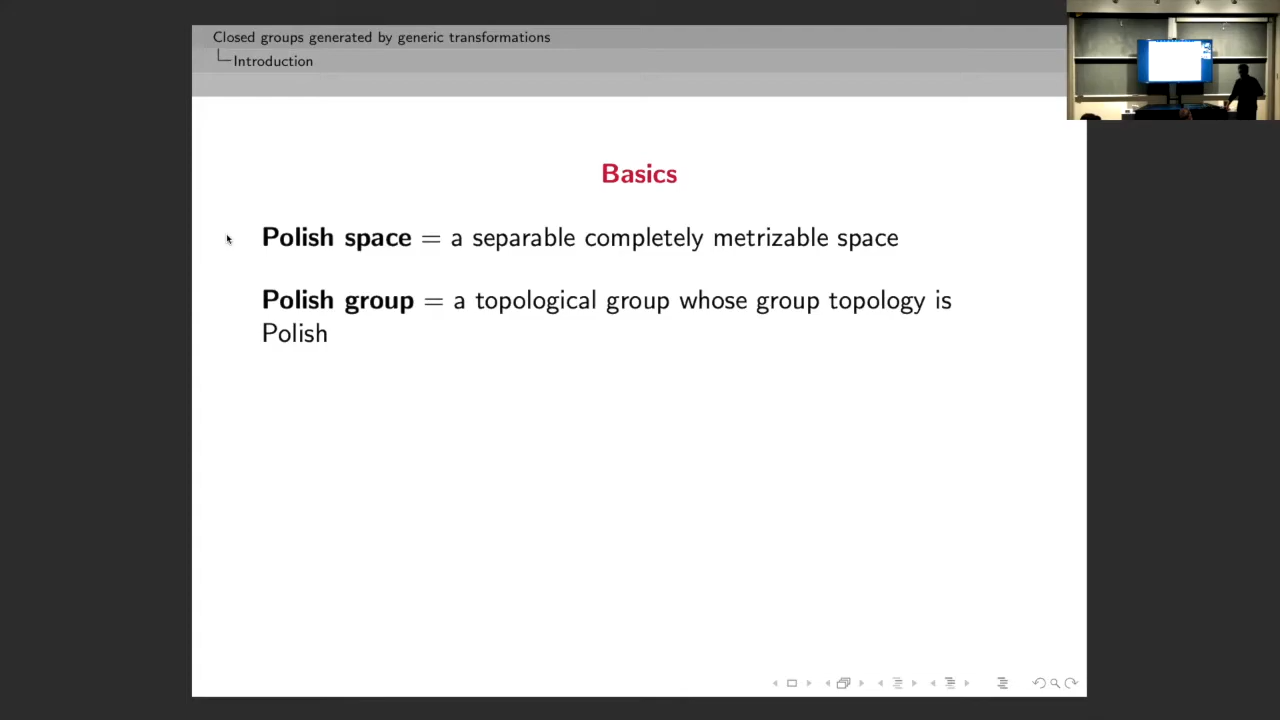 Closed groups generated by generic transformations
Introduction
Basics
Polish space = a separable completely metrizable space
Polish group = a topological group whose group topology is
Polish